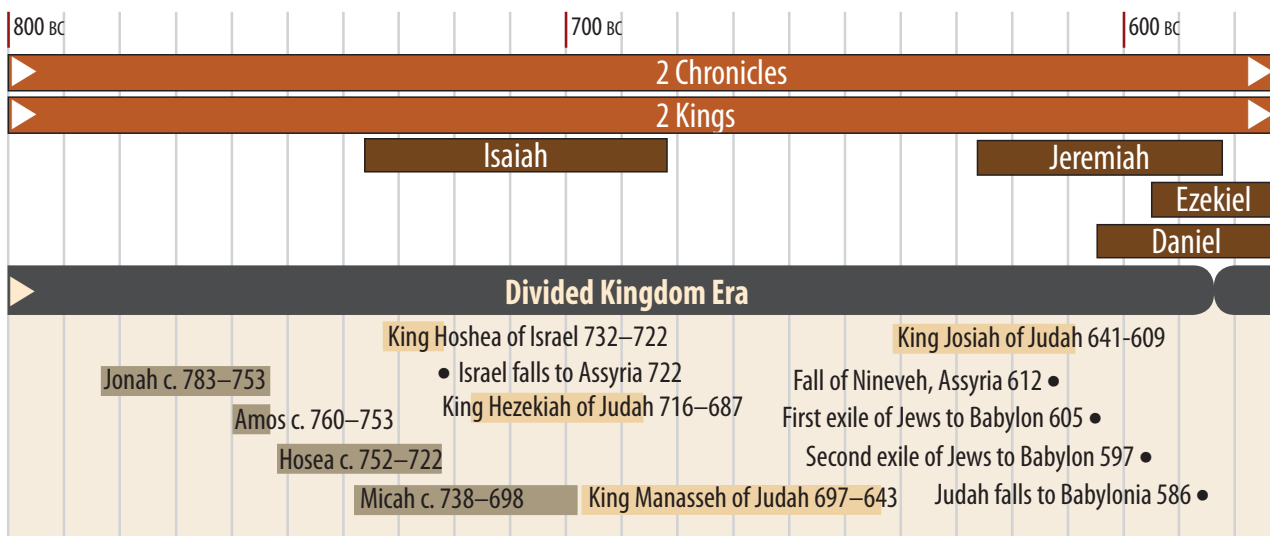 800 BC
700 BC
600 BC
2 Chronicles
2 Kings
Isaiah
Jeremiah
Ezekiel
Daniel
Divided Kingdom Era
King Hoshea of Israel 732–722
King Josiah of Judah 641-609
Jonah c. 783–753
Israel falls to Assyria 722
Fall of Nineveh, Assyria 612
Amos c. 760–753
King Hezekiah of Judah 716–687
First exile of Jews to Babylon 605
Hosea c. 752–722
Second exile of Jews to Babylon 597
Micah c. 738–698
King Manasseh of Judah 697–643
Judah falls to Babylonia 586